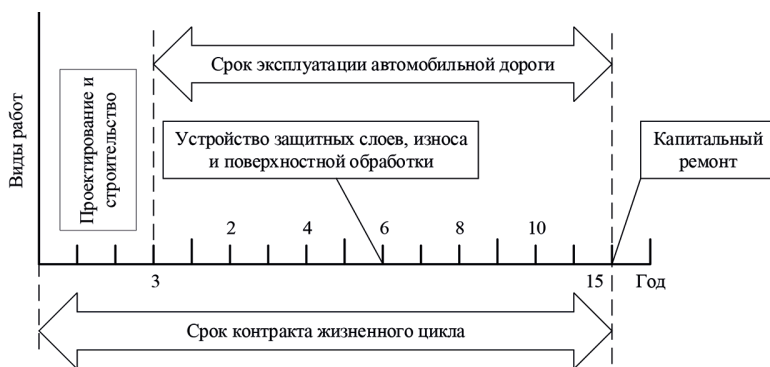 Срок эксплуатации автомобильной дороги
Виды работ
Проектирование и
строительство
Устройство защитных слоев, износа
и поверхностной обработки
Капитальный
ремонт
2
4
6
8
10
3
15
Год
Срок контракта жизненного цикла